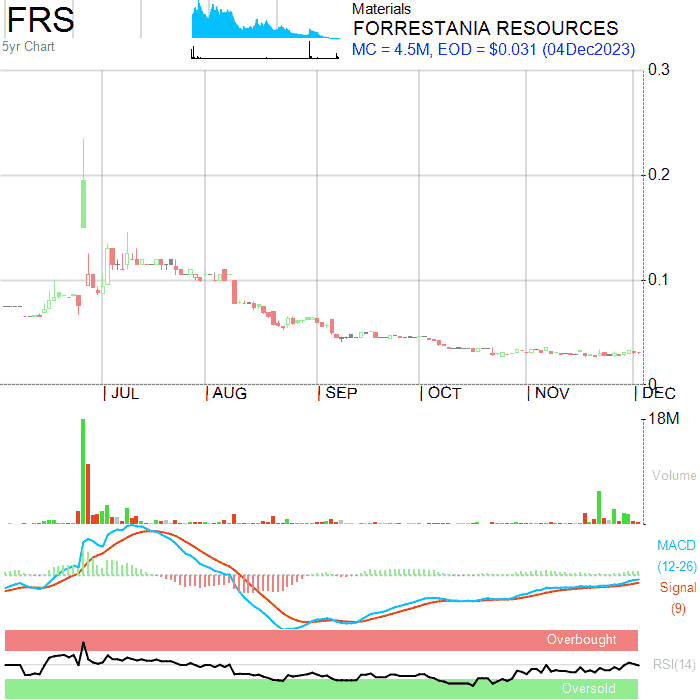 FRS
5yr Chart
Materials
FORRESTANIA RESOURCES
MC = 4.5M, EOD = $0.031 (04Dec2023)
0.3
0.2
0.1
0
JUL AUG SEP OCT NOV DEC
18M
Volume
MACD
(12-26)
Signal
(9)
Overbought
RSI(14)
Oversold